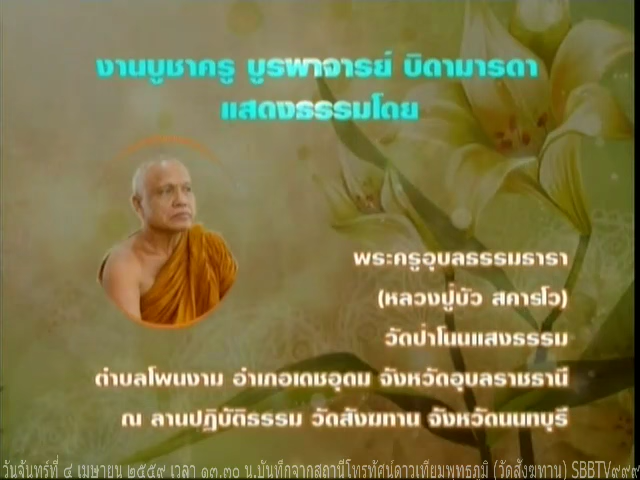 งานบูชาครู บูรพาจารย์ บิดามารดา
แสดงธรรมโดย
พระครูอุบลธรรมธารา
(หลวงปู่บัว สคารโว)
วัดป่าโนนแสงธรรม
ตำบลโพนงาม อำเภอเดชอุดม จังหวัดอุบลราชธานี
ณ ลานปฏิบัติธรรม วัดสังฆทาน จังหวัดนนทบุรี
วันจันทร์ที่ ๔ เมษายน ๒๕๕๙ เวลา ๑๓.๓๐ น.บันทึกจากสถานีโทรทัศน์ดาวเทียมพุทธภูมิ (วัดสังฆทาน) SBBTV๙๙๙